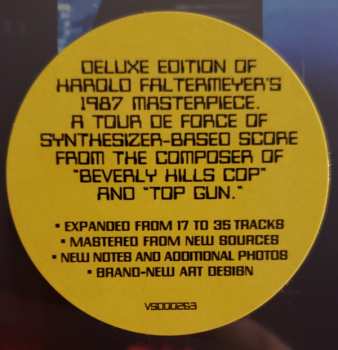 DELUXE EDITION OF
HAROLD FALTERMEYER'S
1987 MASTERPIECE.
A TOUR DE FORCE OF
SYNTHESIZER-BASED SCORE
FROM THE COMPOSER OF
"BEVERLY HILLS COP"
AND "TOP GUN."
• EXPANDED FROM 17 TO 35 TRACKS
• MASTERED FROM NEW SOURCES
• NEW NOTES AND ADDITIONAL PHOTOS
• BRAND-NEW ART DESIGN
VS000263